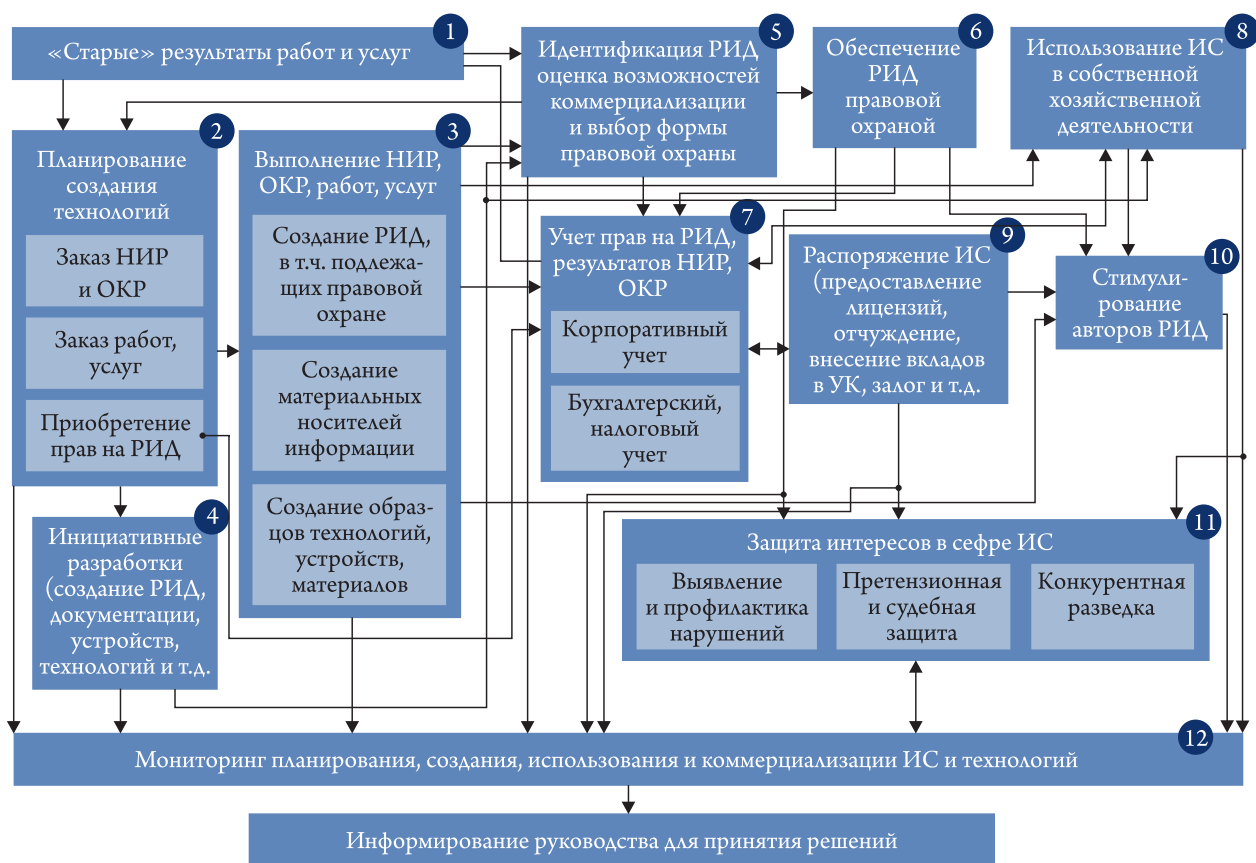 1
«Старые» результаты работ и услуг
5
Идентификация РИД
оценка возможностей
коммерциализации
и выбор формы
правовой охраны
6
Обеспечение
РИД
правовой
охраной
8
Использование ИС
в собственной
хозяйственной
деятельности
2
Планирование
создания
технологий
Заказ НИР
и ОКР
Заказ работ,
услуг
Приобретение
прав на РИД
3
Выполнение НИР,
ОКР, работ, услуг
Создание РИД,
в т.ч. подлежа-
щих правовой
охране
Создание
материальных
носителей
информации
Создание образ-
цов технологий,
устройств,
материалов
7
Учет прав на РИД,
результатов НИР,
ОКР
Корпоративный
учет
Бухгалтерский,
налоговый
учет
9
Распоряжение ИС
(предоставление
лицензий,
отчуждение,
внесение вкладов
в УК, залог и т.д.
10
Стимули-
рование
авторов РИД
4
Инициативные
разработки
(создание РИД,
документации,
устройств,
технологий и т.д.
11
Защита интересов в сефре ИС
Выявление
и профилактика
нарушений
Претензионная
и судебная
защита
Конкурентная
разведка
12
Мониторинг планирования, создания, использования и коммерциализации ИС и технологий
Информирование руководства для принятия решений